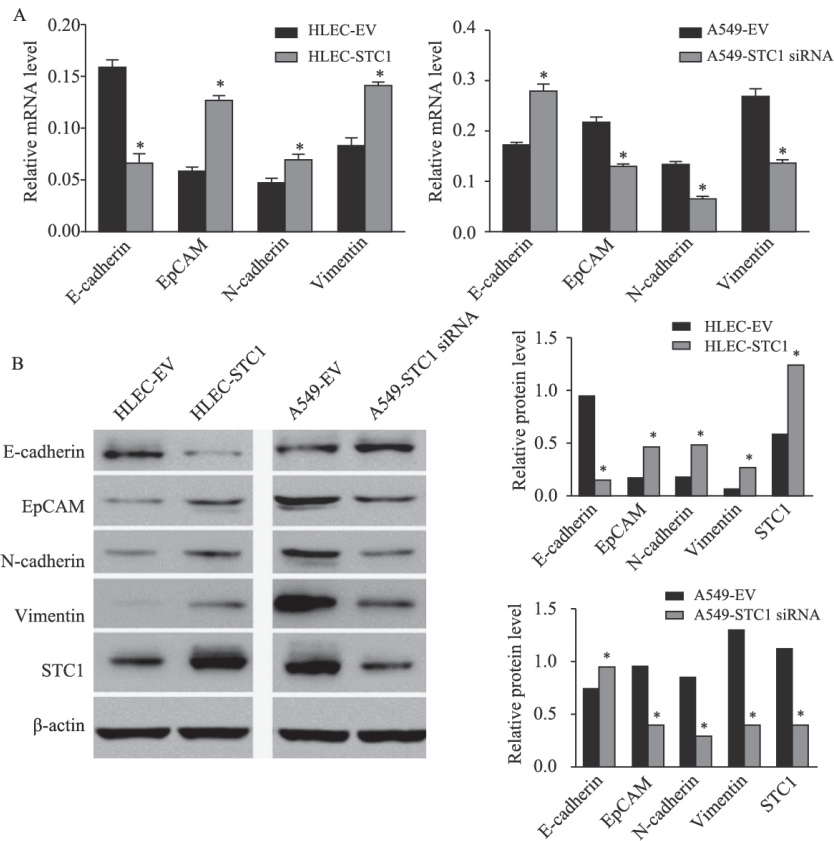 A
Relative mRNA level
0.20
0.15
0.10
0.05
0.00
HLEC-EV
HLEC-STC1
*
*
*
*
E-cadherin
EpCAM
N-cadherin
Vimentin
Relative mRNA level
0.4
0.3
0.2
0.1
0.0
A549-EV
A549-STC1 siRNA
*
*
*
*
E-cadherin
EpCAM
N-cadherin
Vimentin
B
HLEC-EV
HLEC-STC1
A549-EV
A549-STC1 siRNA
E-cadherin
EpCAM
N-cadherin
Vimentin
STC1
β-actin
Relative protein level
1.5
1.0
0.5
0.0
HLEC-EV
HLEC-STC1
*
*
*
*
*
E-cadherin
EpCAM
N-cadherin
Vimentin
STC1
Relative protein level
1.5
1.0
0.5
0.0
A549-EV
A549-STC1 siRNA
*
*
*
*
*
E-cadherin
EpCAM
N-cadherin
Vimentin
STC1